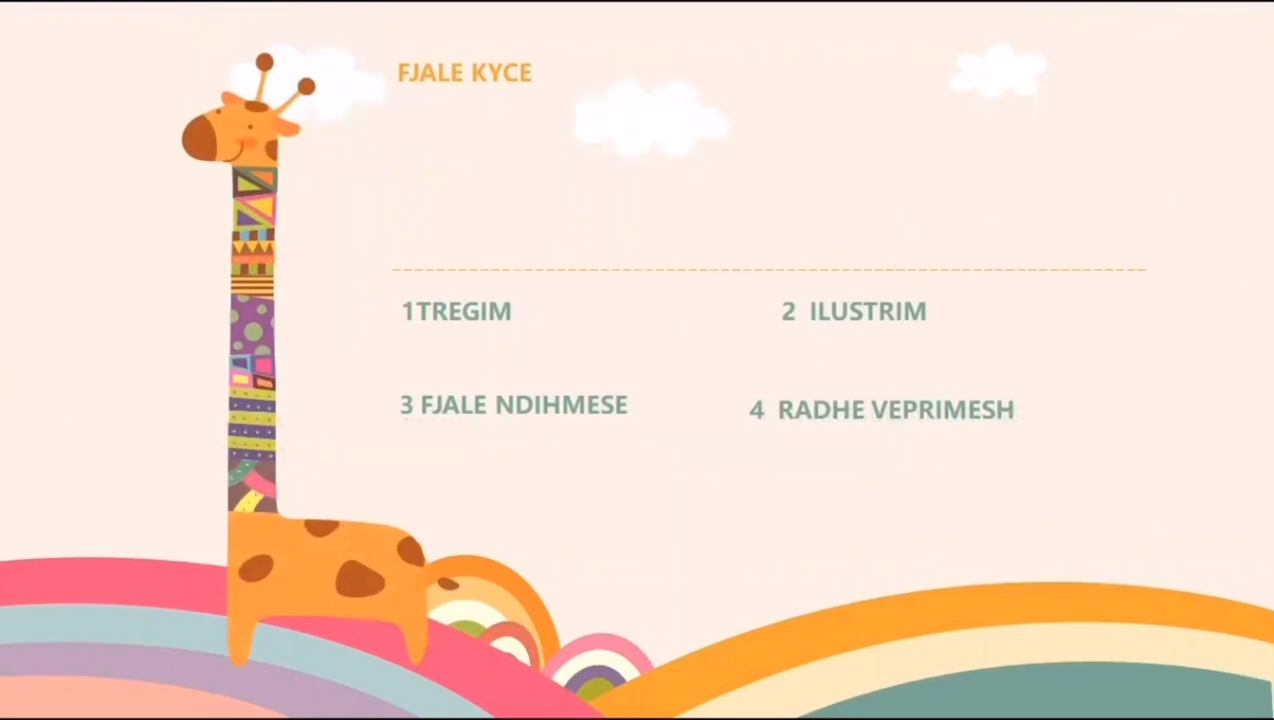 FJALE KYCE
1TREGIM
2 ILUSTRIM
3 FJALE NDIHMESE
4 RADHE VEPRIMESH